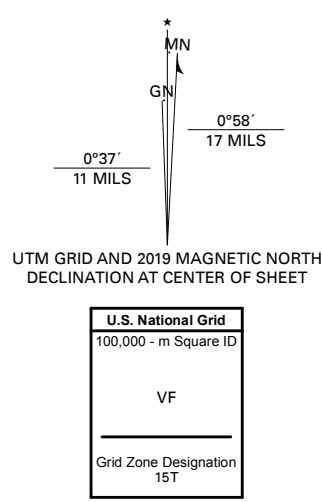 ★
MN
GN
0°58´
17 MILS
0°37´
11 MILS
UTM GRID AND 2019 MAGNETIC NORTH
DECLINATION AT CENTER OF SHEET
U.S. National Grid
100,000 - m Square ID
VF
Grid Zone Designation
15T